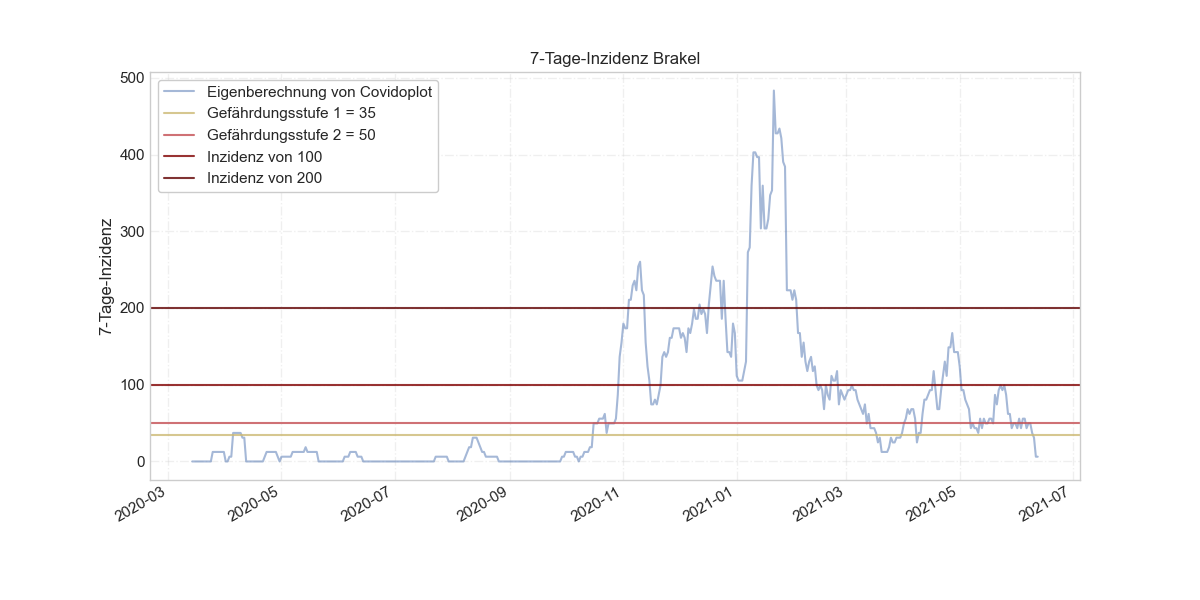 7-Tage-Inzidenz Brakel
Eigenberechnung von Covidoplot
Gefährdungsstufe 1 = 35
Gefährdungsstufe 2 = 50
Inzidenz von 100
Inzidenz von 200
7-Tage-Inzidenz
500
400
300
200
100
0
2020-03
2020-05
2020-07
2020-09
2020-11
2021-01
2021-03
2021-05
2021-07